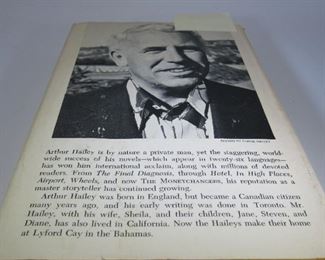 Arthur Hailey is by nature a private man, yet the staggering, world-
wide success of his novels—which appear in twenty-six languages—
has won him international acclaim, along with millions of devoted
readers. From The Final Diagnosis, through Hotel, In High Places,
Airport, Wheels, and now THE MONEYCHANGERS, his reputation as a
master storyteller has continued growing.
Arthur Hailey was born in England, but became a Canadian citizen
many years ago, and his early writing was done in Toronto. Mr.
Hailey, with his wife, Sheila, and their children, Jane, Steven, and
Diane, has also lived in California. Now the Haileys make their home
at Lyford Cay in the Bahamas.